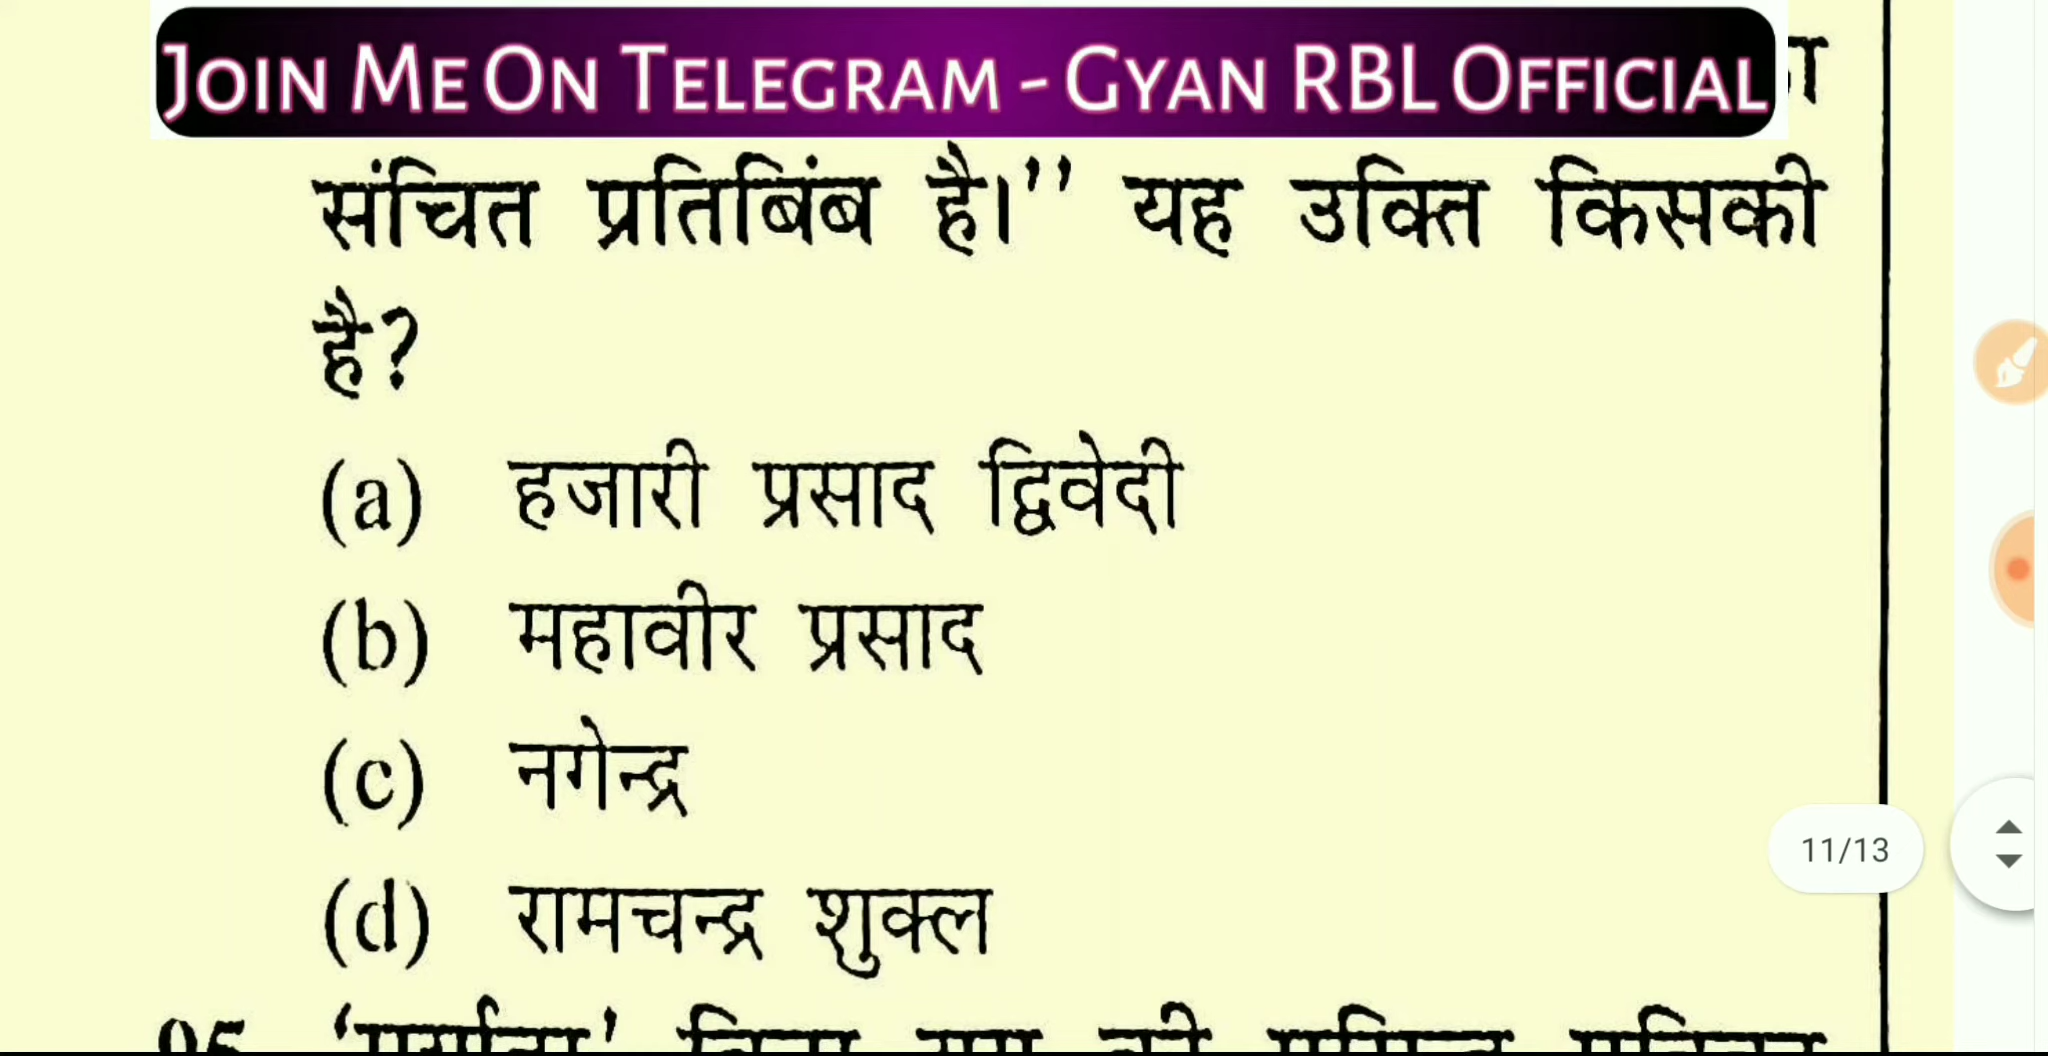 JOIN ME ON TELEGRAM - GYAN RBL OFFICIAL
संचित प्रतिबिंब है।’’ यह उक्ति किसकी
है?
(a) हजारी प्रसाद द्विवेदी
(b) महावीर प्रसाद
(c) नगेन्द्र
11/13
(d) रामचन्द्र शुक्ल